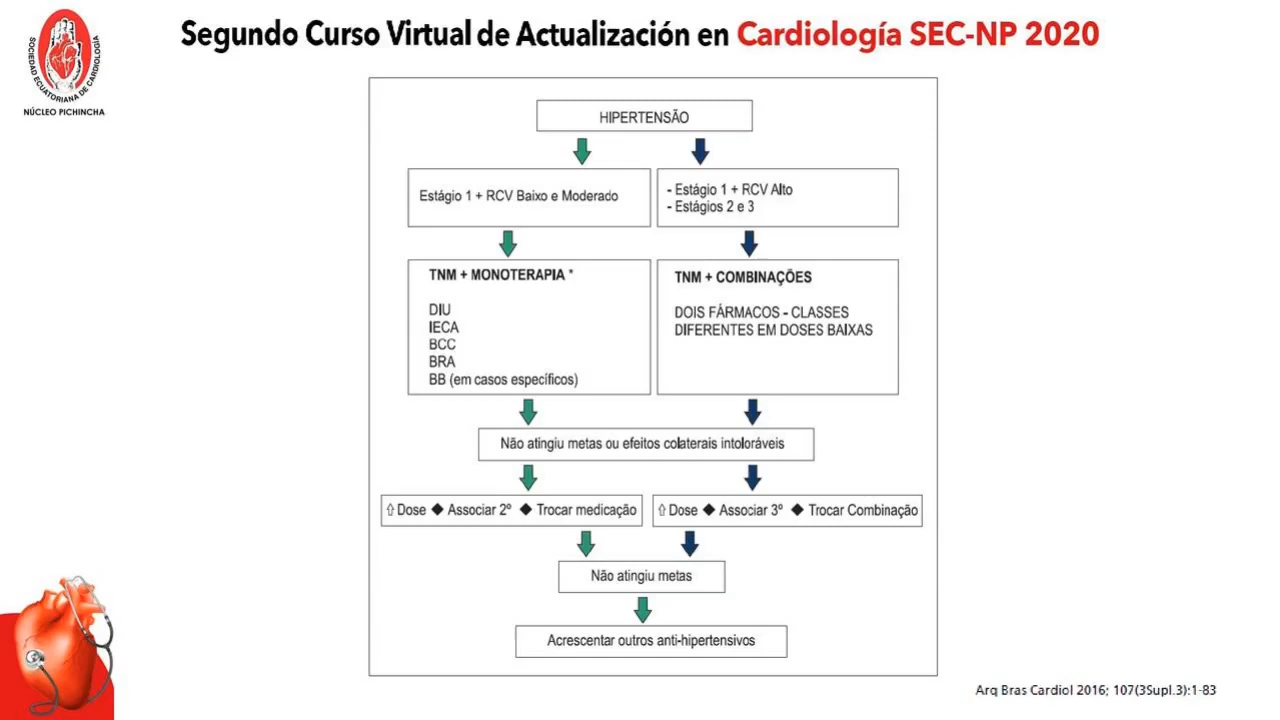 Segundo Curso Virtual de Actualización en Cardiología SEC-NP 2020
SOCIEDAD ECUATORIANA DE CARDIOLOGÍA
NÚCLEO PICHINCHA
HIPERTENSÃO
Estágio 1 + RCV Baixo e Moderado
- Estágio 1 + RCV Alto
- Estágios 2 e 3
TNM + MONOTERAPIA *
DIU
IECA
BCC
BRA
BB (em casos específicos)
TNM + COMBINAÇÕES
DOIS FÁRMACOS - CLASSES
DIFERENTES EM DOSES BAIXAS
Não atingiu metas ou efeitos colaterais intoloráveis
⇧ Dose ◆ Associar 2º ◆ Trocar medicação
⇧ Dose ◆ Associar 3º ◆ Trocar Combinação
Não atingiu metas
Acrescentar outros anti-hipertensivos
Arq Bras Cardiol 2016; 107(3Supl.3):1-83